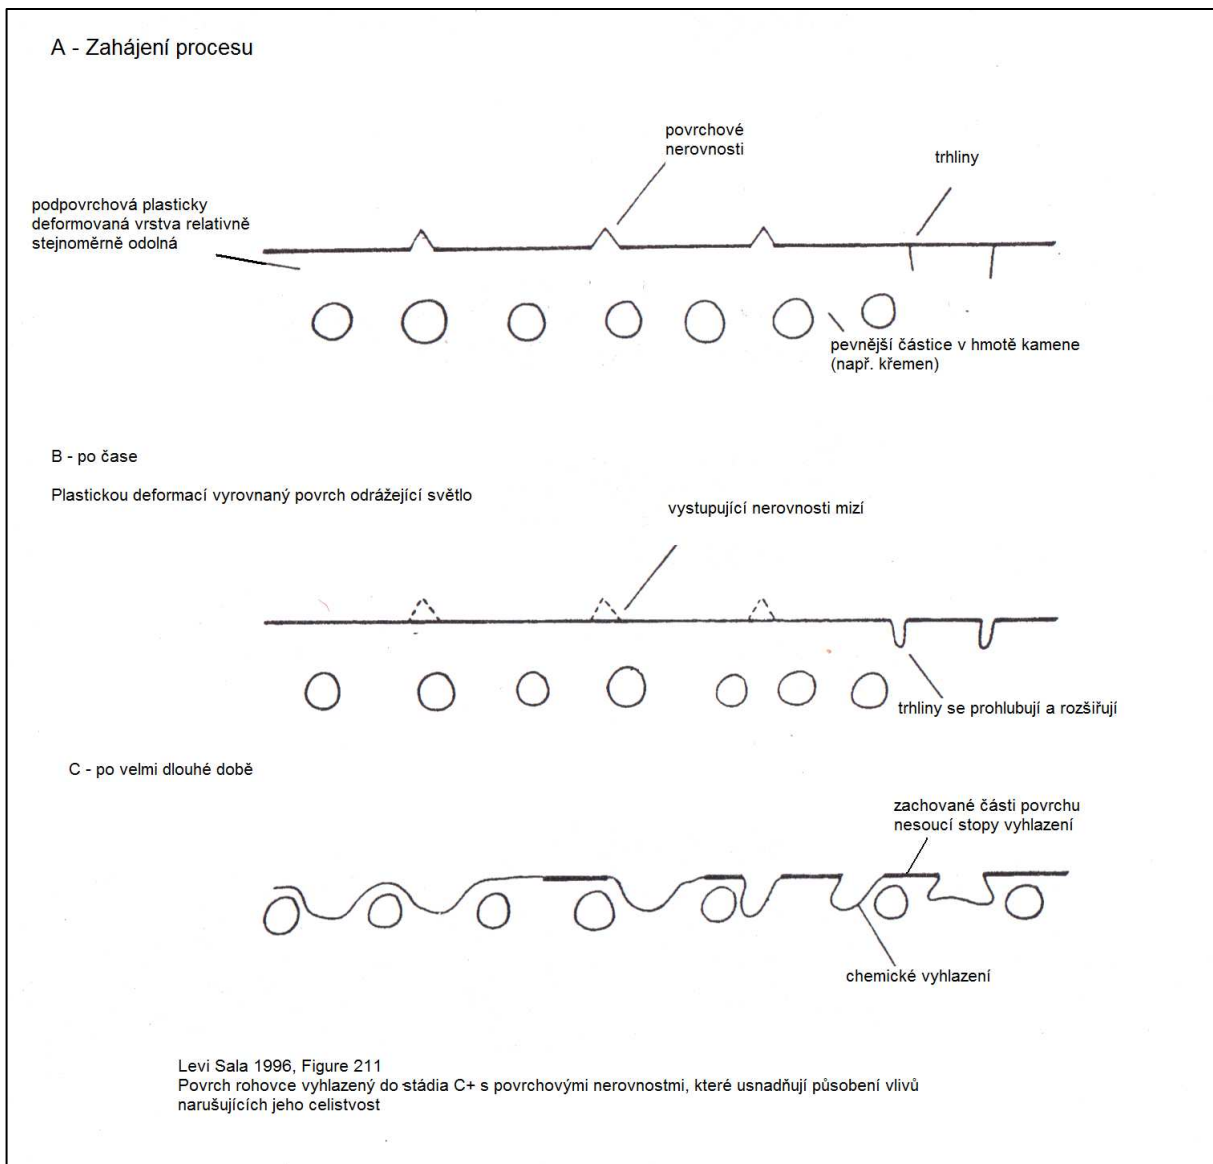 A - Zahájení procesu
povrchové
nerovnosti
trhliny
podpovrchová plasticky
deformovaná vrstva relativně
stejnoměrně odolná
pevnější částice v hmotě kamene
(např. křemen)
B - po čase
Plastickou deformací vyrovnaný povrch odrážející světlo
vystupující nerovnosti mizí
trhliny se prohlubují a rozšiřují
C - po velmi dlouhé době
zachované části povrchu
nesoucí stopy vyhlazení
chemické vyhlazení
Levi Sala 1996, Figure 211
Povrch rohovce vyhlazený do stádia C+ s povrchovými nerovnostmi, které usnadňují působení vlivů
narušujících jeho celistvost